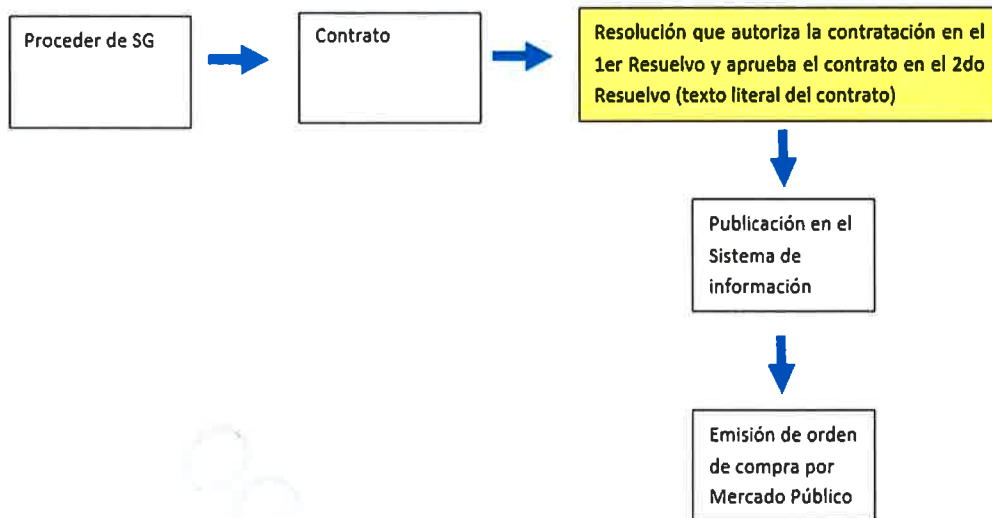 Proceder de SG
Contrato
Resolución que autoriza la contratación en el
1er Resuelvo y aprueba el contrato en el 2do
Resuelvo (texto literal del contrato)
Publicación en el
Sistema de
información
Emisión de orden
de compra por
Mercado Público